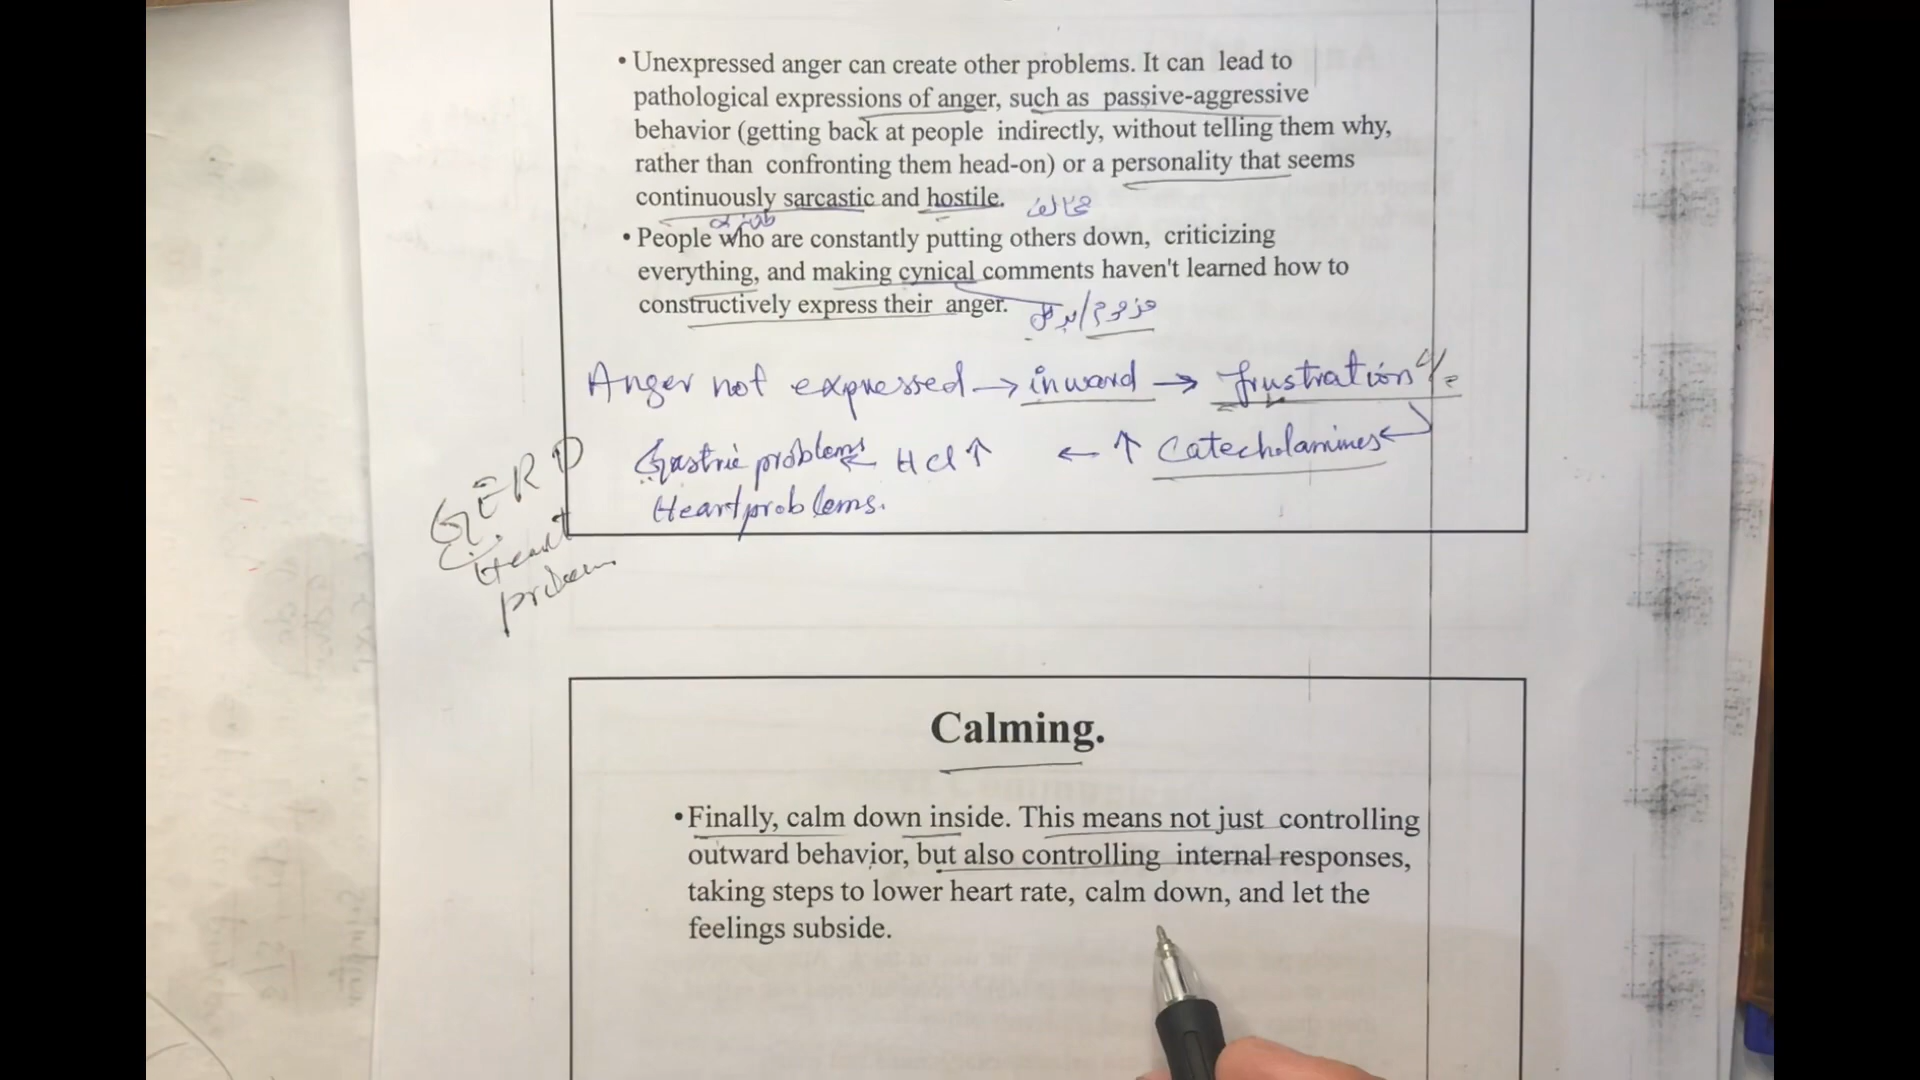 • Unexpressed anger can create other problems. It can lead to
pathological expressions of anger, such as passive-aggressive
behavior (getting back at people indirectly, without telling them why,
rather than confronting them head-on) or a personality that seems
continuously sarcastic and hostile.
• People who are constantly putting others down, criticizing
everything, and making cynical comments haven't learned how to
constructively express their anger.
Anger not expressed → inward → frustration
Gastric problems ← HCl ↑ ← ↑ Catecholamines ←
Heart problems.
GERD
Heart
problem
Calming.
• Finally, calm down inside. This means not just controlling
outward behavior, but also controlling internal responses,
taking steps to lower heart rate, calm down, and let the
feelings subside.